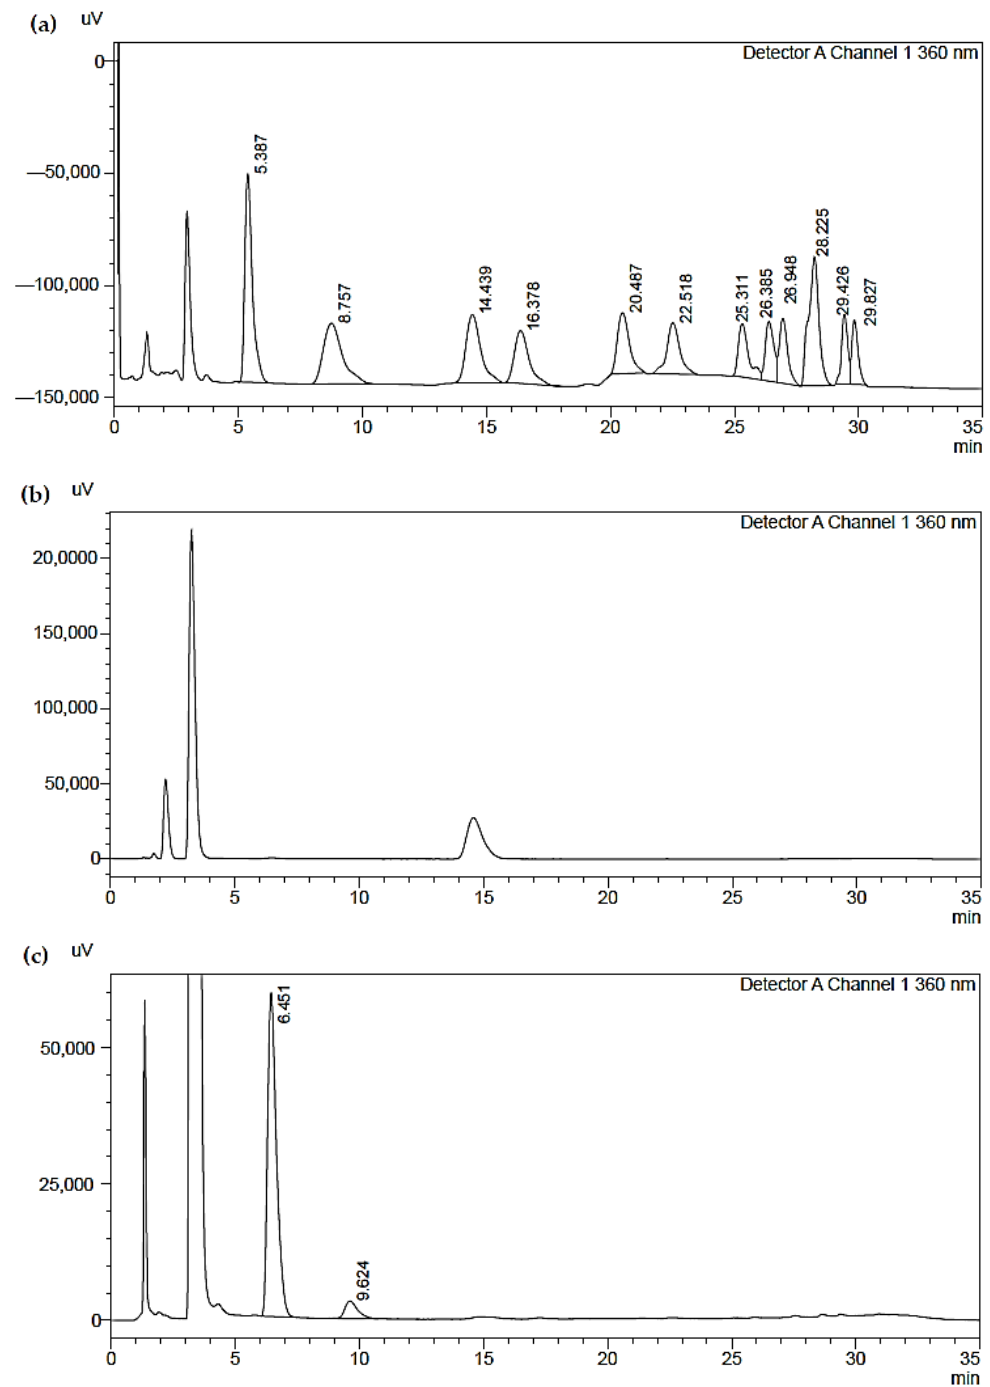 (a) uV
Detector A Channel 1 360 nm
0
—50,000
—100,000
—150,000
5.387
8.757
14.439
16.378
20.487
22.518
25.311
26.385
26.948
28.225
29.426
29.827
0 5 10 15 20 25 30 35
min
(b) uV
Detector A Channel 1 360 nm
20,0000
150,000
100,000
50,000
0
0 5 10 15 20 25 30 35
min
(c) uV
Detector A Channel 1 360 nm
50,000
25,000
0
6.451
9.624
0 5 10 15 20 25 30 35
min